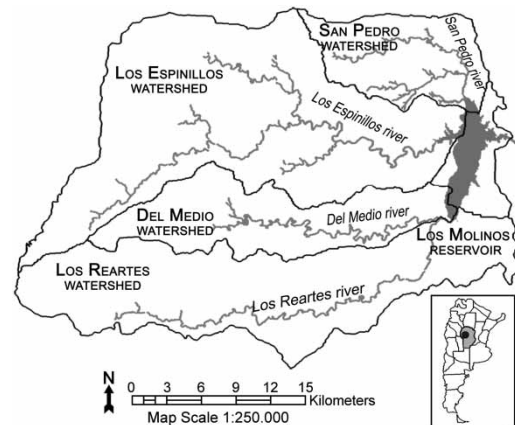 SAN PEDRO
WATERSHED
San Pedro river
LOS ESPINILLOS
WATERSHED
Los Espinillos river
DEL MEDIO
WATERSHED
Del Medio river
LOS MOLINOS
RESERVOIR
LOS REARTES
WATERSHED
Los Reartes river
N
0 3 6 9 12 15
Kilometers
Map Scale 1:250.000